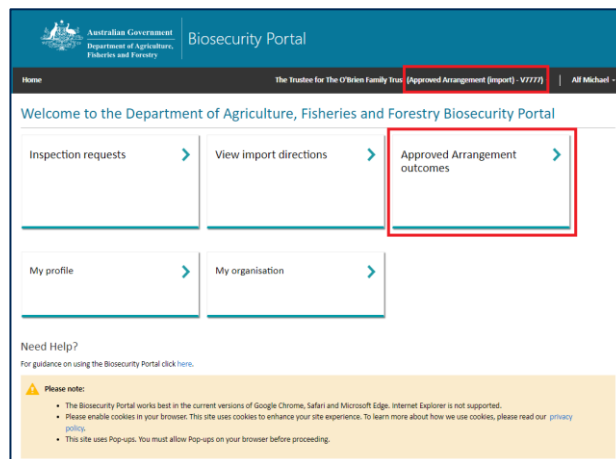 Australian Government
Department of Agriculture,
Fisheries and Forestry
Biosecurity Portal
Home
The Trustee for The O'Brien Family Trust (Approved Arrangement (import) - V7777)
Alf Michael
Welcome to the Department of Agriculture, Fisheries and Forestry Biosecurity Portal
Inspection requests
View import directions
Approved Arrangement
outcomes
My profile
My organisation
Need Help?
For guidance on using the Biosecurity Portal click here.
Please note:
• The Biosecurity Portal works best in the current versions of Google Chrome, Safari and Microsoft Edge. Internet Explorer is not supported.
• Please enable cookies in your browser. This site uses cookies to enhance your site experience. To learn more about how we use cookies, please read our privacy
policy.
• This site uses Pop-ups. You must allow Pop-ups on your browser before proceeding.